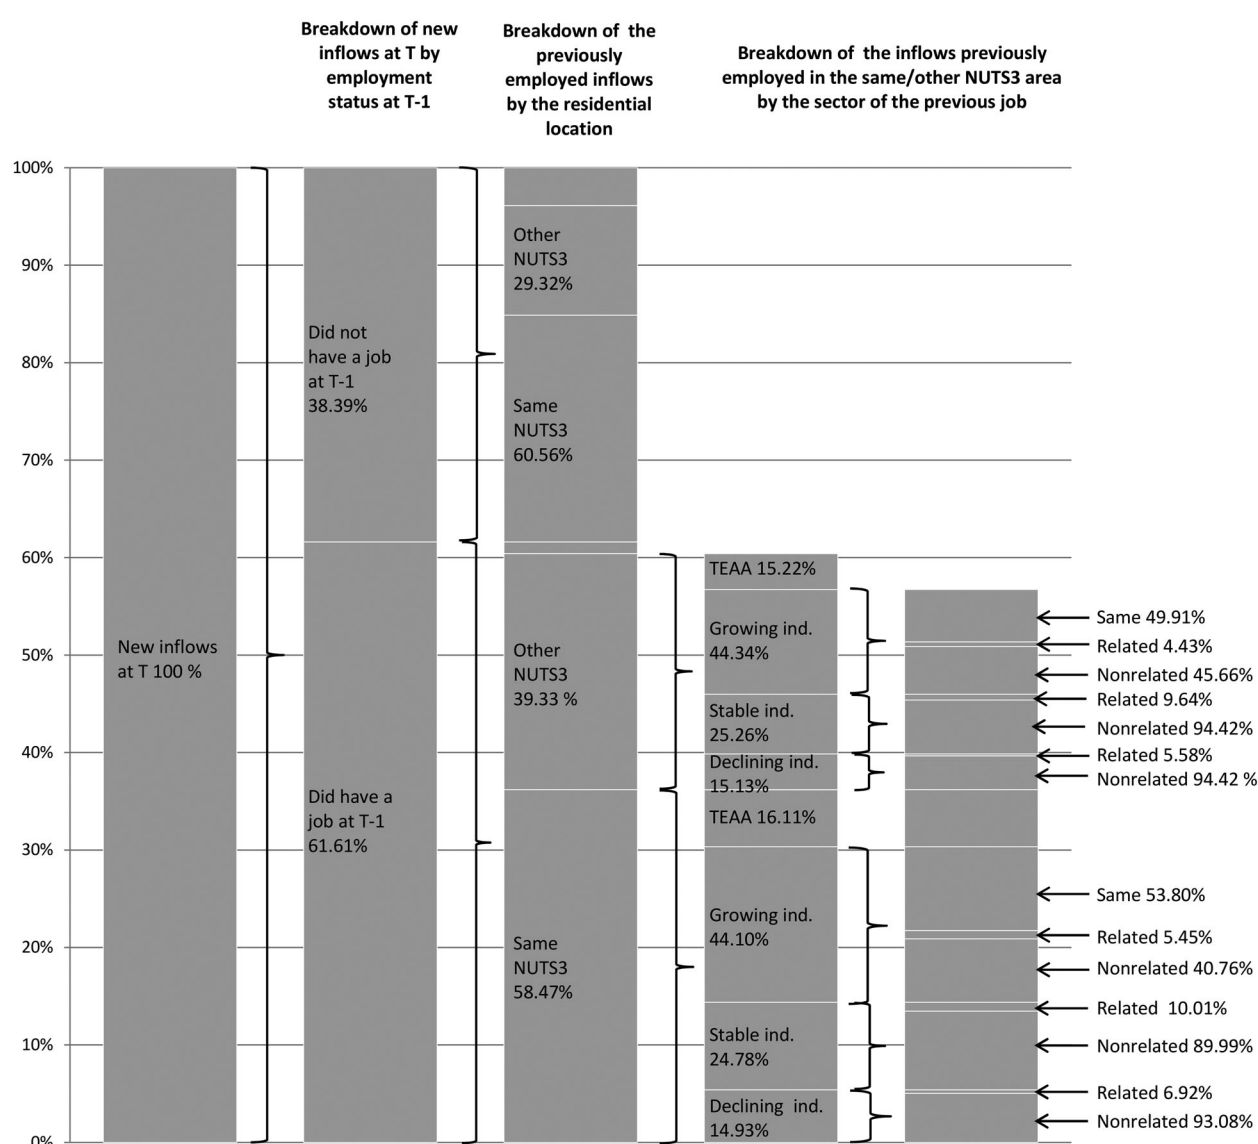 Breakdown of new
inflows at T by
employment
status at T-1
Breakdown of the
previously
employed inflows
by the residential
location
Breakdown of the inflows previously
employed in the same/other NUTS3 area
by the sector of the previous job
100%
90%
80%
70%
60%
50%
40%
30%
20%
10%
0%
New inflows
at T 100 %
Did not
have a job
at T-1
38.39%
Did have a
job at T-1
61.61%
Other
NUTS3
29.32%
Same
NUTS3
60.56%
Other
NUTS3
39.33 %
Same
NUTS3
58.47%
TEAA 15.22%
Growing ind.
44.34%
Stable ind.
25.26%
Declining ind.
15.13%
TEAA 16.11%
Growing ind.
44.10%
Stable ind.
24.78%
Declining ind.
14.93%
Same 49.91%
Related 4.43%
Nonrelated 45.66%
Related 9.64%
Nonrelated 94.42%
Related 5.58%
Nonrelated 94.42 %
Same 53.80%
Related 5.45%
Nonrelated 40.76%
Related 10.01%
Nonrelated 89.99%
Related 6.92%
Nonrelated 93.08%